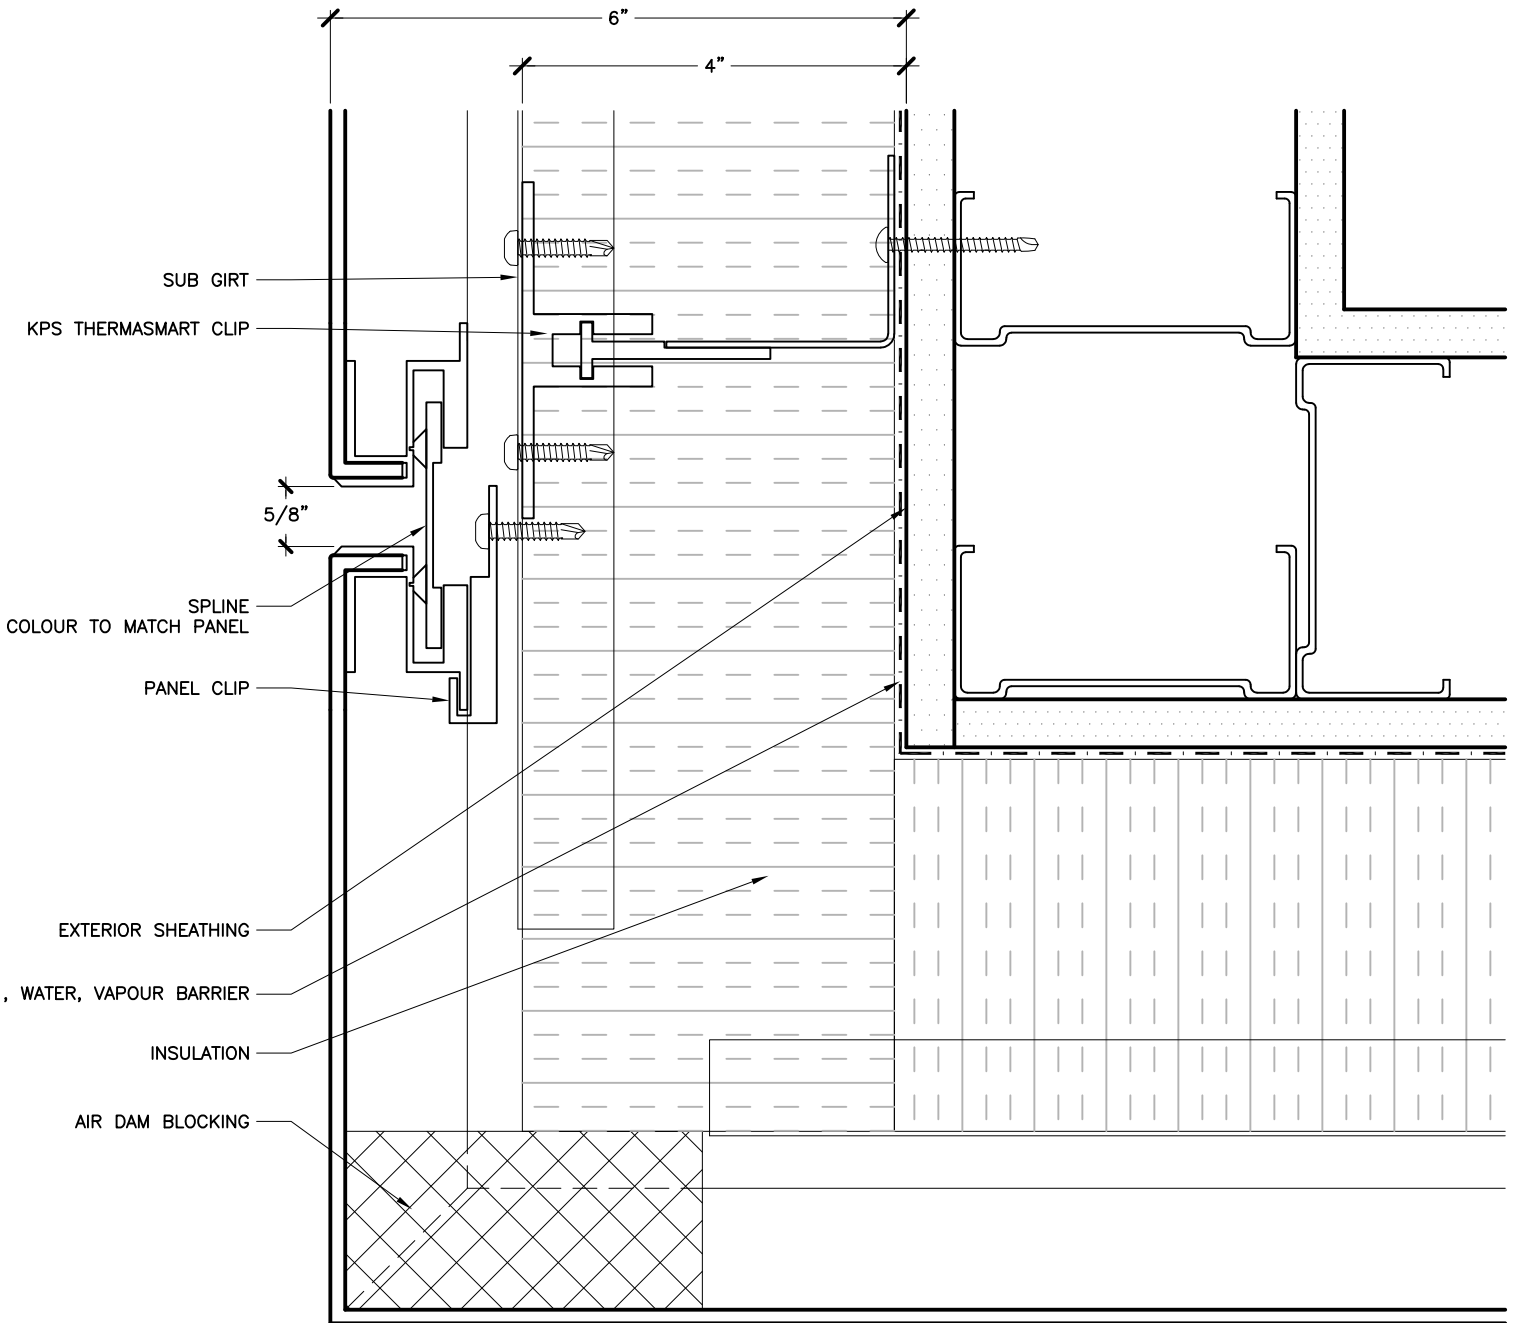 6"
4"
SUB GIRT
KPS THERMASMART CLIP
5/8"
SPLINE
COLOUR TO MATCH PANEL
PANEL CLIP
EXTERIOR SHEATHING
, WATER, VAPOUR BARRIER
INSULATION
AIR DAM BLOCKING